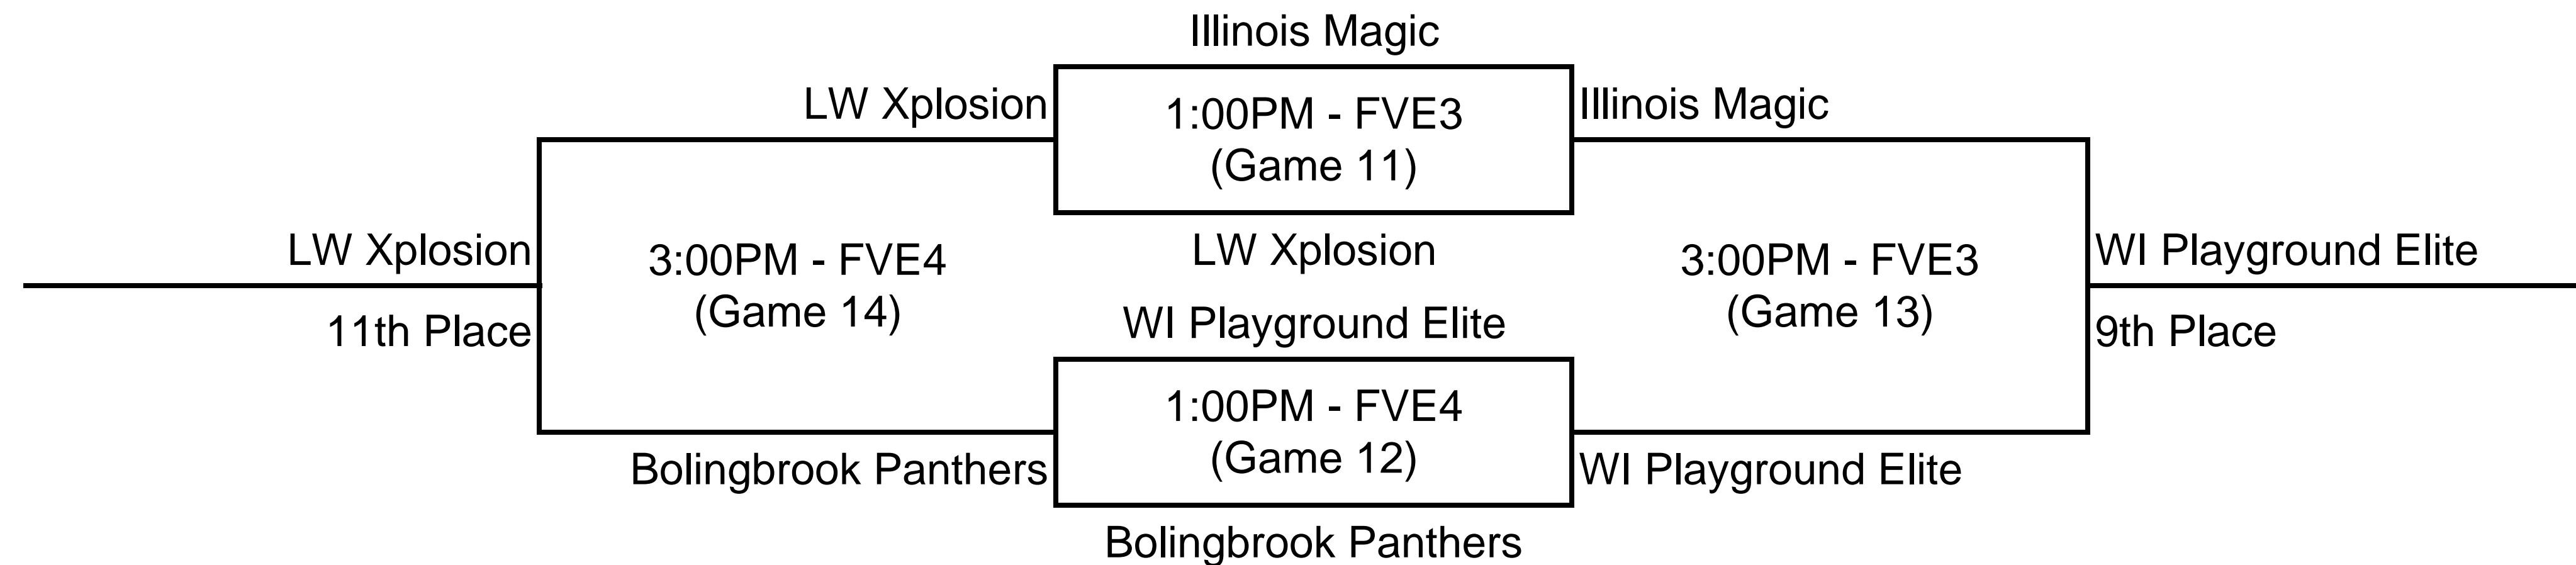 Illinois Magic
LW Xplosion
1:00PM - FVE3
(Game 11)
Illinois Magic
LW Xplosion
11th Place
3:00PM - FVE4
(Game 14)
LW Xplosion
WI Playground Elite
3:00PM - FVE3
(Game 13)
WI Playground Elite
9th Place
1:00PM - FVE4
(Game 12)
Bolingbrook Panthers
WI Playground Elite
Bolingbrook Panthers